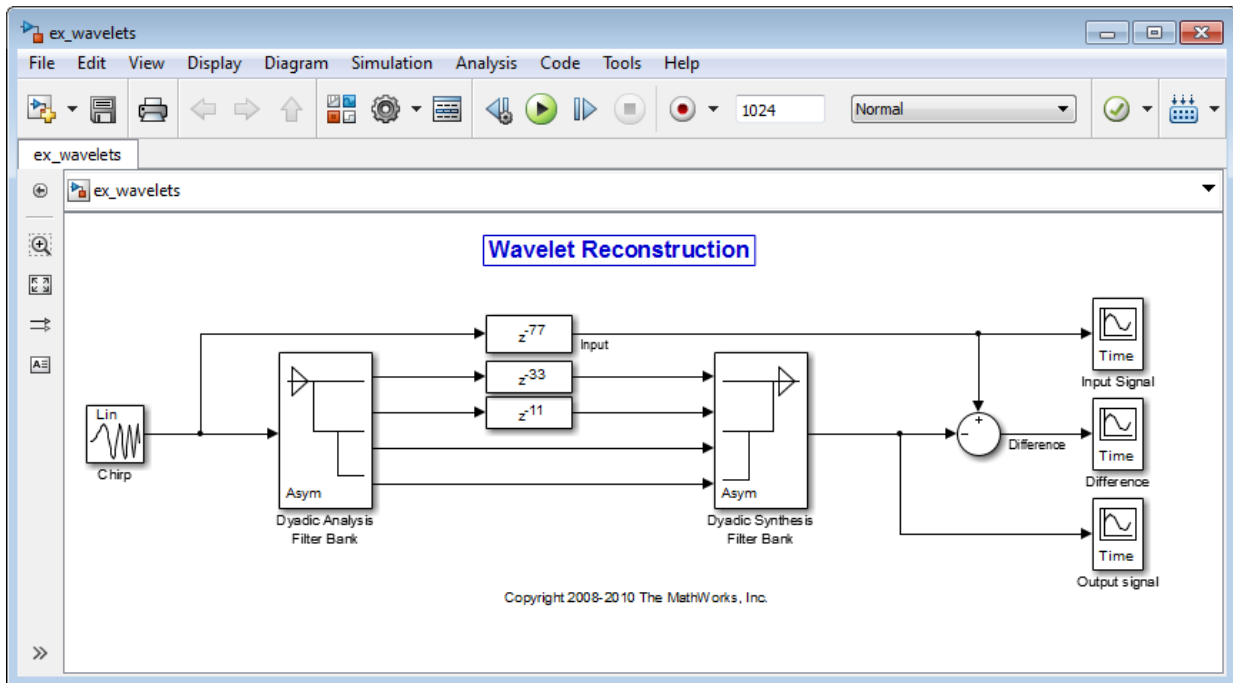 ex_wavelets
File Edit View Display Diagram Simulation Analysis Code Tools Help
1024 Normal
ex_wavelets
ex_wavelets
Wavelet Reconstruction
z-77
Input
z-33
z-11
Lin
Chirp
Asym
Dyadic Analysis
Filter Bank
Asym
Dyadic Synthesis
Filter Bank
+
-
Difference
Time
Input Signal
Time
Difference
Time
Output signal
Copyright 2008-2010 The MathWorks, Inc.